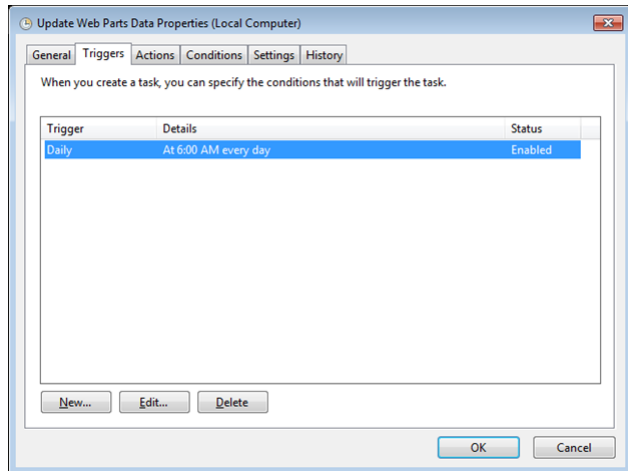 Update Web Parts Data Properties (Local Computer)
General Triggers Actions Conditions Settings History
When you create a task, you can specify the conditions that will trigger the task.
Trigger Details Status
Daily At 6:00 AM every day Enabled
New... Edit... Delete
OK Cancel